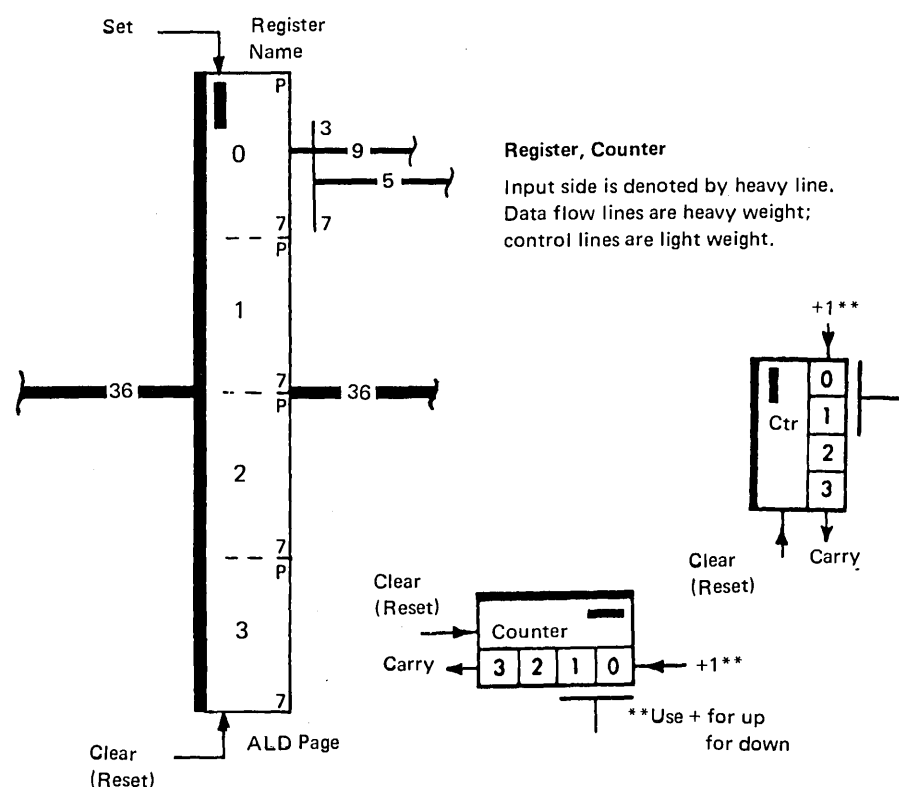 Set
Register
Name
P
0
3
9
5
7
7
P
Register, Counter
Input side is denoted by heavy line.
Data flow lines are heavy weight;
control lines are light weight.
1
+1**
36
7
P
36
0
Ctr
1
2
3
2
7
P
Clear
(Reset)
Carry
3
Clear
(Reset)
Counter
Carry
3 2 1 0
+1**
7
ALD Page
**Use + for up
for down
Clear
(Reset)